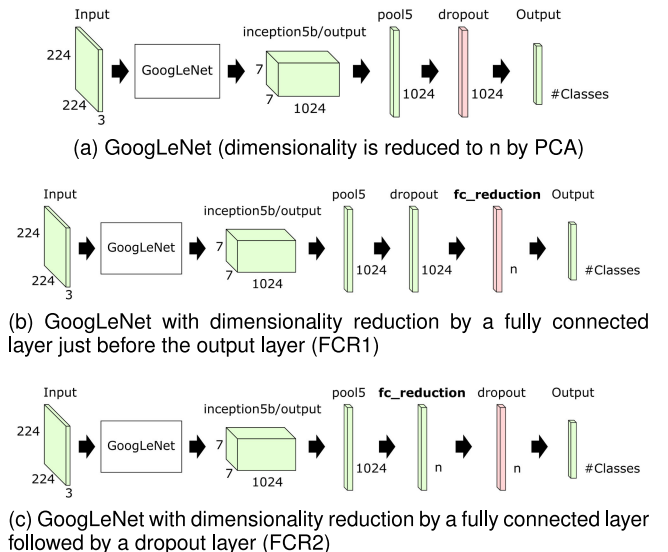 Input
inception5b/output
pool5
dropout
Output
224
GoogLeNet
7
7
1024
1024
1024
#Classes
224
3
(a) GoogLeNet (dimensionality is reduced to n by PCA)
Input
inception5b/output
pool5
dropout
fc_reduction
Output
224
GoogLeNet
7
7
1024
1024
1024
n
#Classes
224
3
(b) GoogLeNet with dimensionality reduction by a fully connected
layer just before the output layer (FCR1)
Input
inception5b/output
pool5
fc_reduction
dropout
Output
224
GoogLeNet
7
7
1024
1024
n
n
#Classes
224
3
(c) GoogLeNet with dimensionality reduction by a fully connected layer
followed by a dropout layer (FCR2)